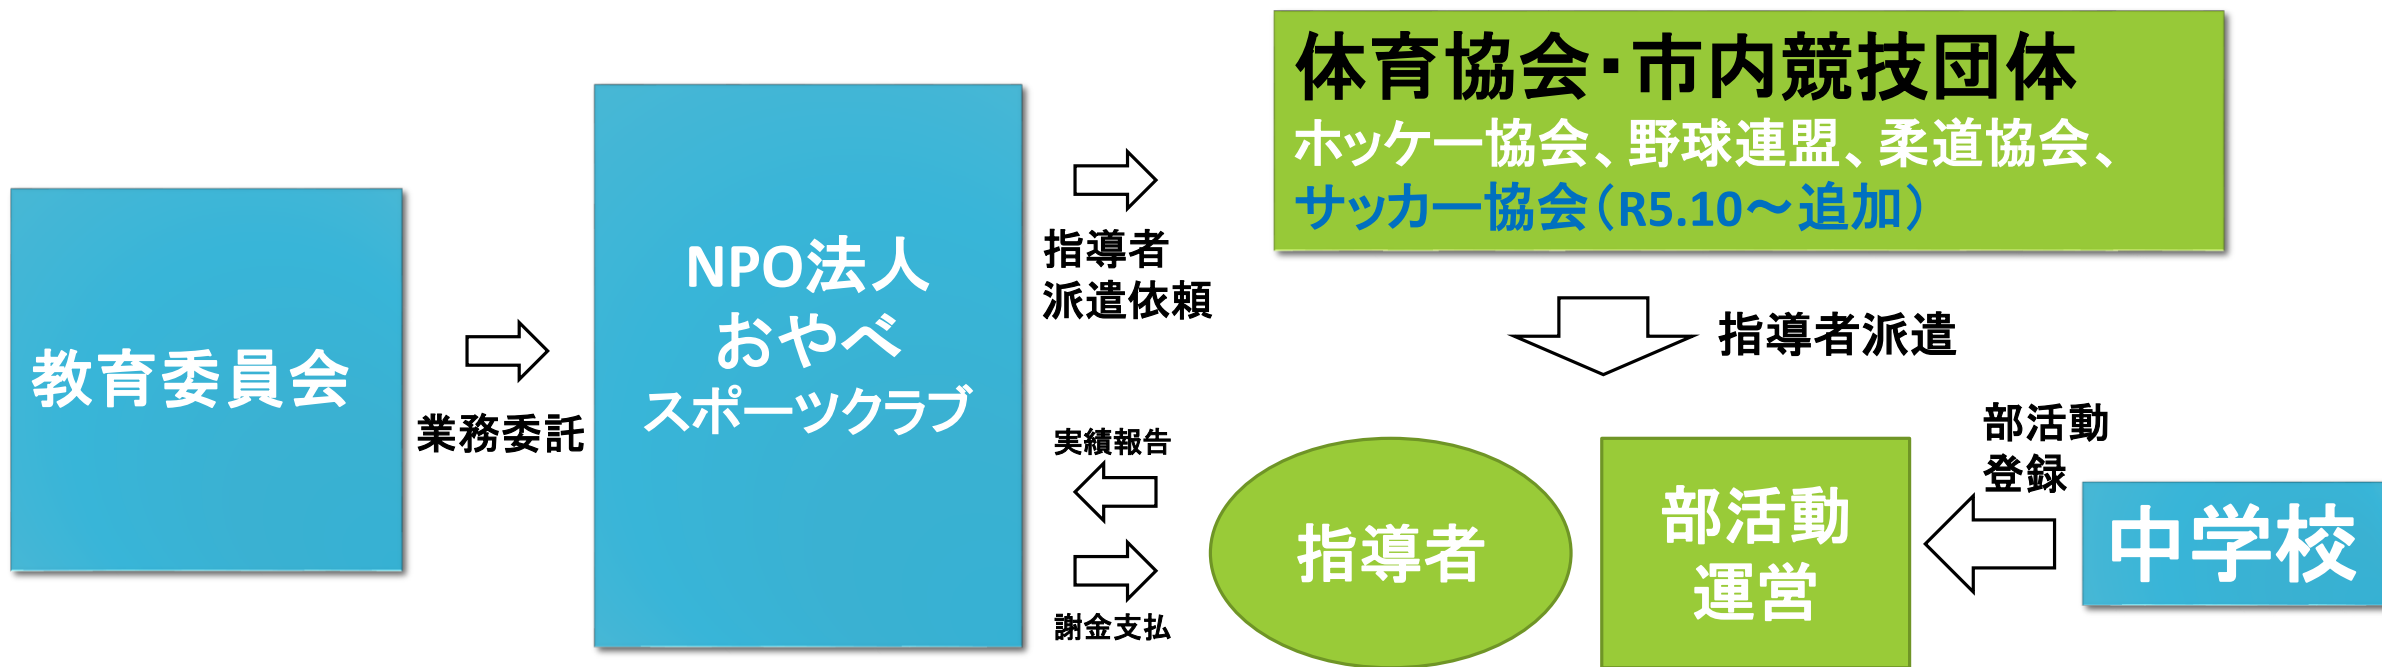 教育委員会
業務委託
NPO法人
おやべ
スポーツクラブ
指導者
派遣依頼
体育協会・市内競技団体
ホッケー協会、野球連盟、柔道協会、
サッカー協会（R5.10～追加）
指導者派遣
実績報告
謝金支払
指導者
部活動
運営
部活動
登録
中学校